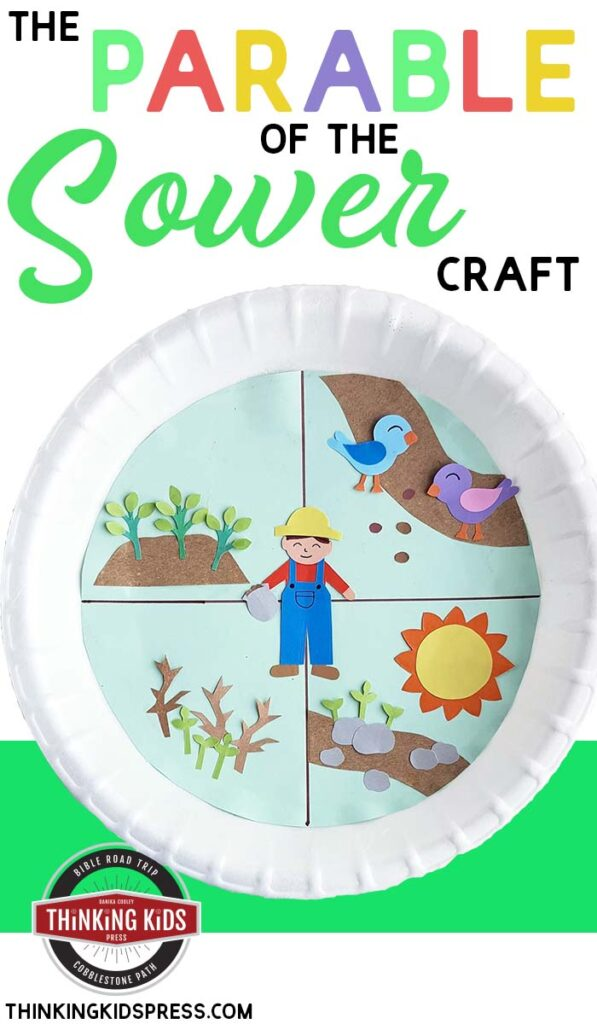 THE
PARABLE
OF THE
Sower
CRAFT
BIBLE ROAD TRIP
DANIKA COOLEY
THiNKiNG KiDS
PRESS
COBBLESTONE PATH
THINKINGKIDSPRESS.COM